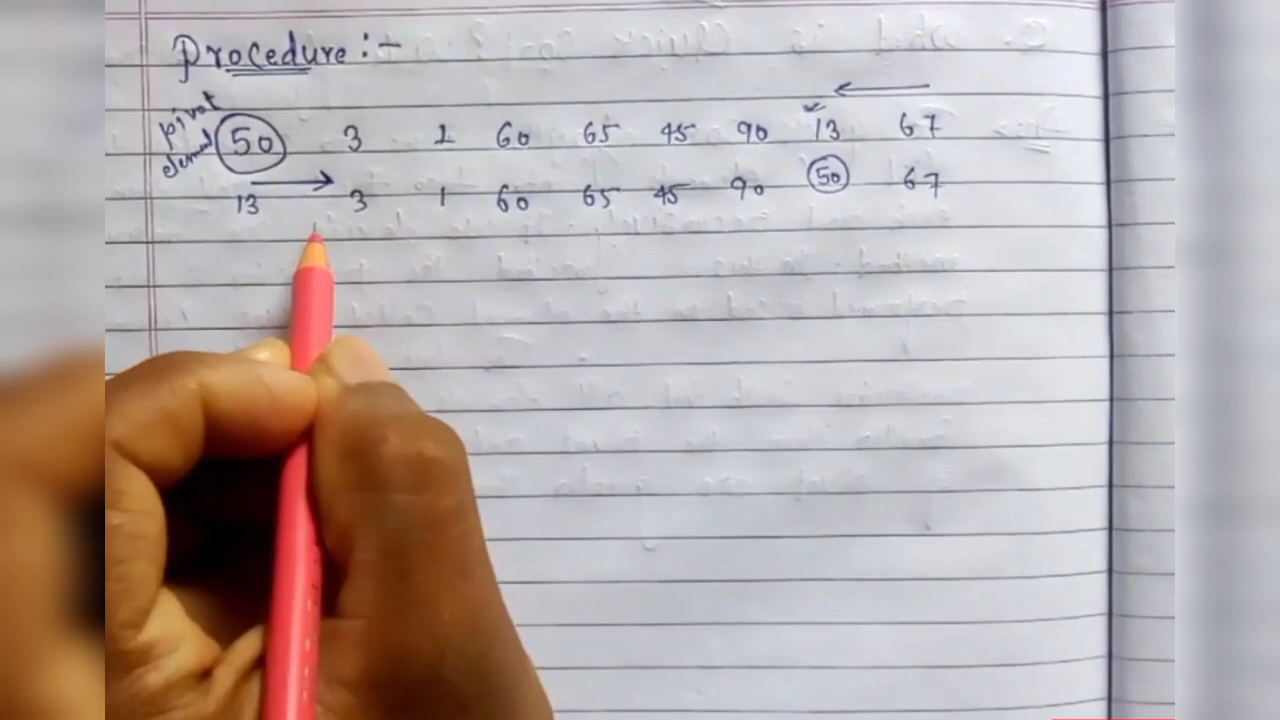 Procedure :-
pivot
element
50 3 1 60 65 45 90 13 67
13 3 1 60 65 45 90 50 67